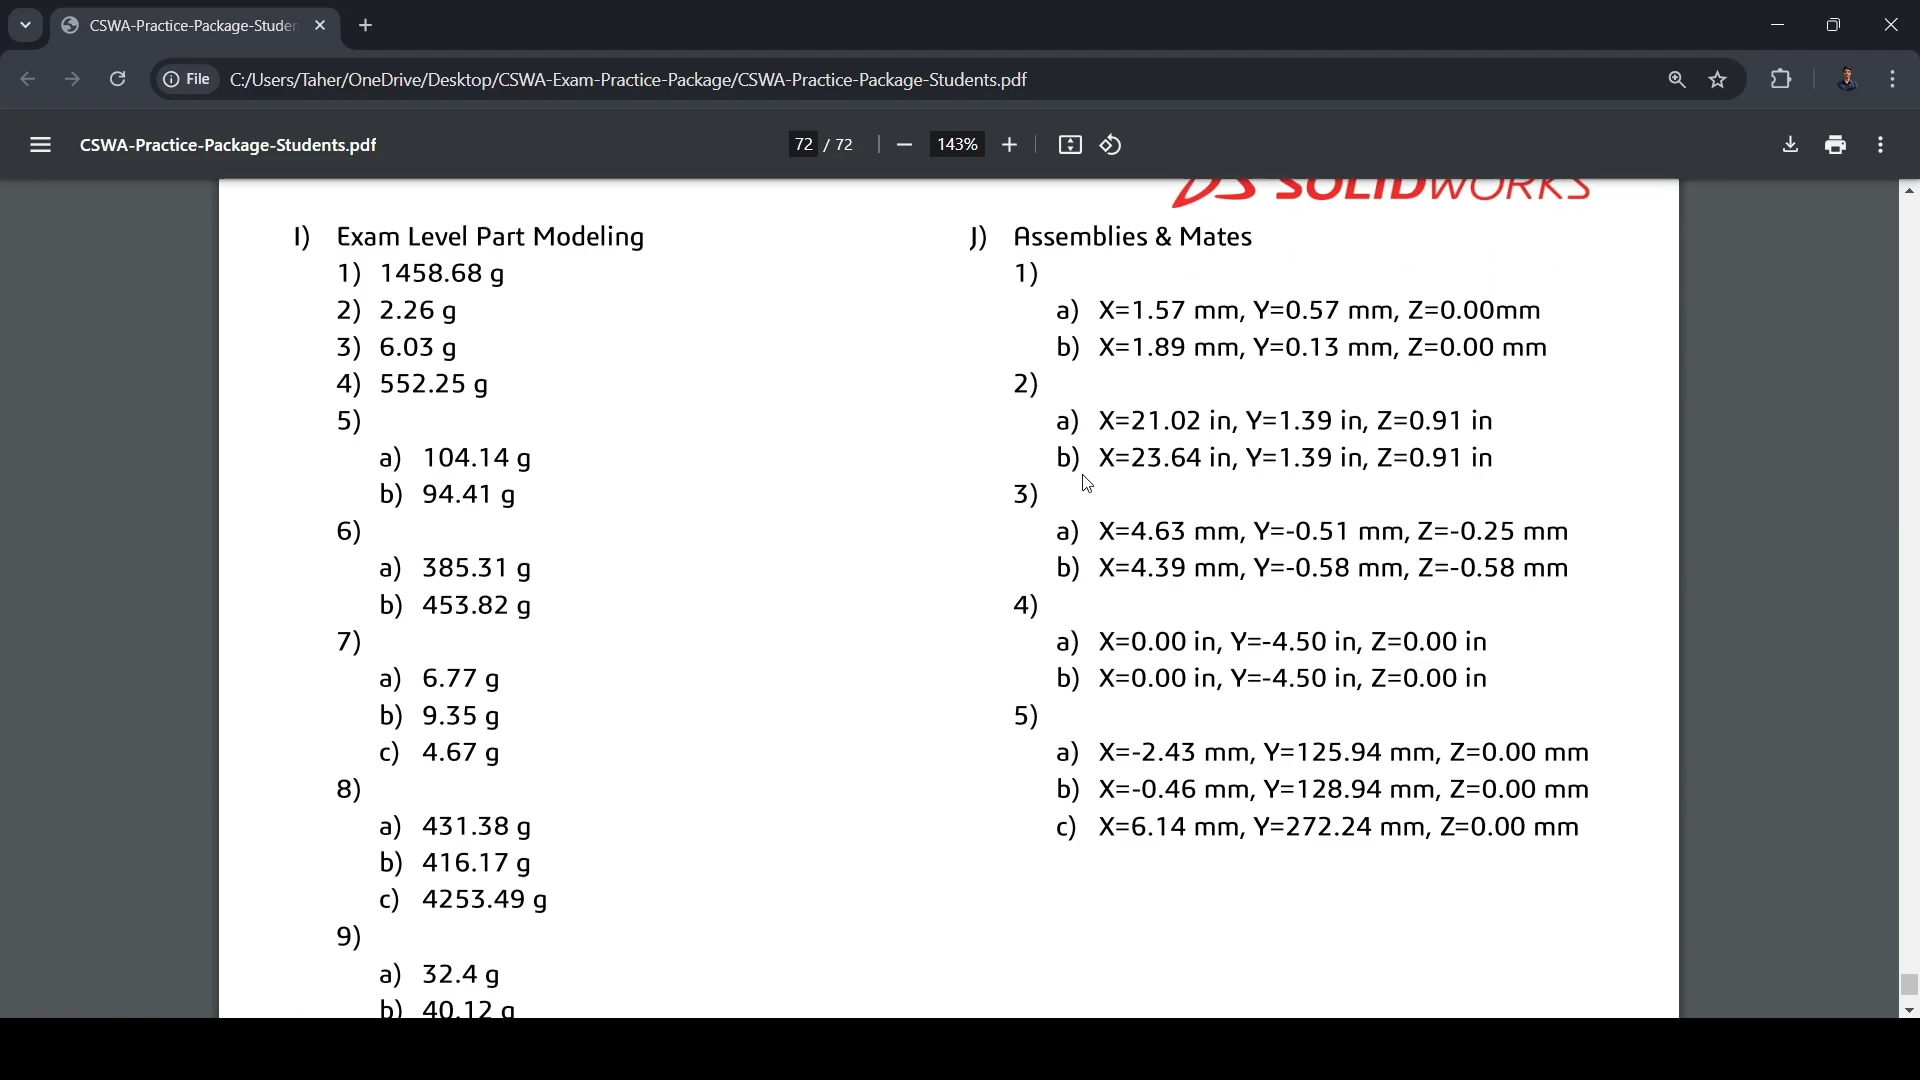 CSWA-Practice-Package-Studen
File
C:/Users/Taher/OneDrive/Desktop/CSWA-Exam-Practice-Package/CSWA-Practice-Package-Students.pdf
CSWA-Practice-Package-Students.pdf
72 / 72
143%
SOLIDWORKS
I) Exam Level Part Modeling
1) 1458.68 g
2) 2.26 g
3) 6.03 g
4) 552.25 g
5)
a) 104.14 g
b) 94.41 g
6)
a) 385.31 g
b) 453.82 g
7)
a) 6.77 g
b) 9.35 g
c) 4.67 g
8)
a) 431.38 g
b) 416.17 g
c) 4253.49 g
9)
a) 32.4 g
b) 40.12 g
J) Assemblies & Mates
1)
a) X=1.57 mm, Y=0.57 mm, Z=0.00mm
b) X=1.89 mm, Y=0.13 mm, Z=0.00 mm
2)
a) X=21.02 in, Y=1.39 in, Z=0.91 in
b) X=23.64 in, Y=1.39 in, Z=0.91 in
3)
a) X=4.63 mm, Y=-0.51 mm, Z=-0.25 mm
b) X=4.39 mm, Y=-0.58 mm, Z=-0.58 mm
4)
a) X=0.00 in, Y=-4.50 in, Z=0.00 in
b) X=0.00 in, Y=-4.50 in, Z=0.00 in
5)
a) X=-2.43 mm, Y=125.94 mm, Z=0.00 mm
b) X=-0.46 mm, Y=128.94 mm, Z=0.00 mm
c) X=6.14 mm, Y=272.24 mm, Z=0.00 mm